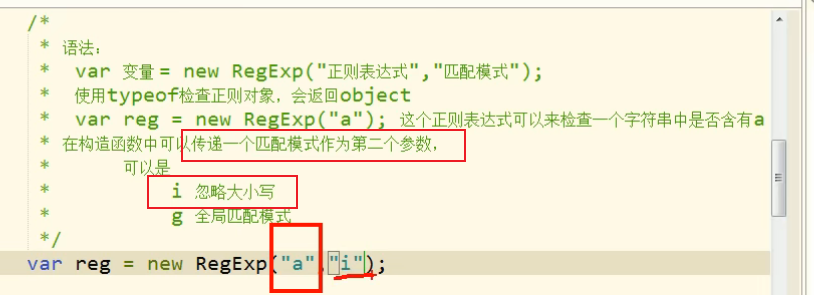 /*
* 语法：
* var 变量 = new RegExp("正则表达式","匹配模式");
* 使用typeof检查正则对象，会返回object
* var reg = new RegExp("a"); 这个正则表达式可以来检查一个字符串中是否含有a
* 在构造函数中可以传递一个匹配模式作为第二个参数，
* 可以是
* i 忽略大小写
* g 全局匹配模式
*/
var reg = new RegExp("a","i");